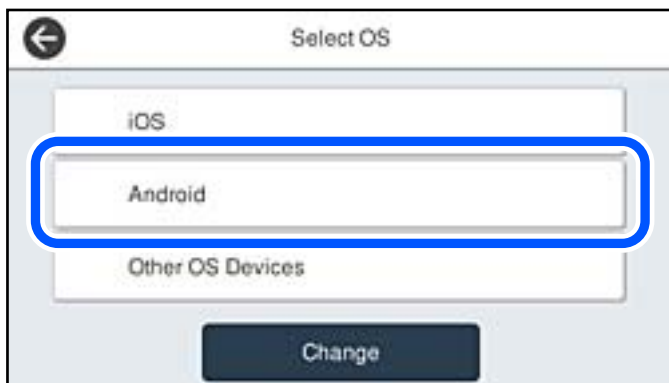 Select OS
iOS
Android
Other OS Devices
Change